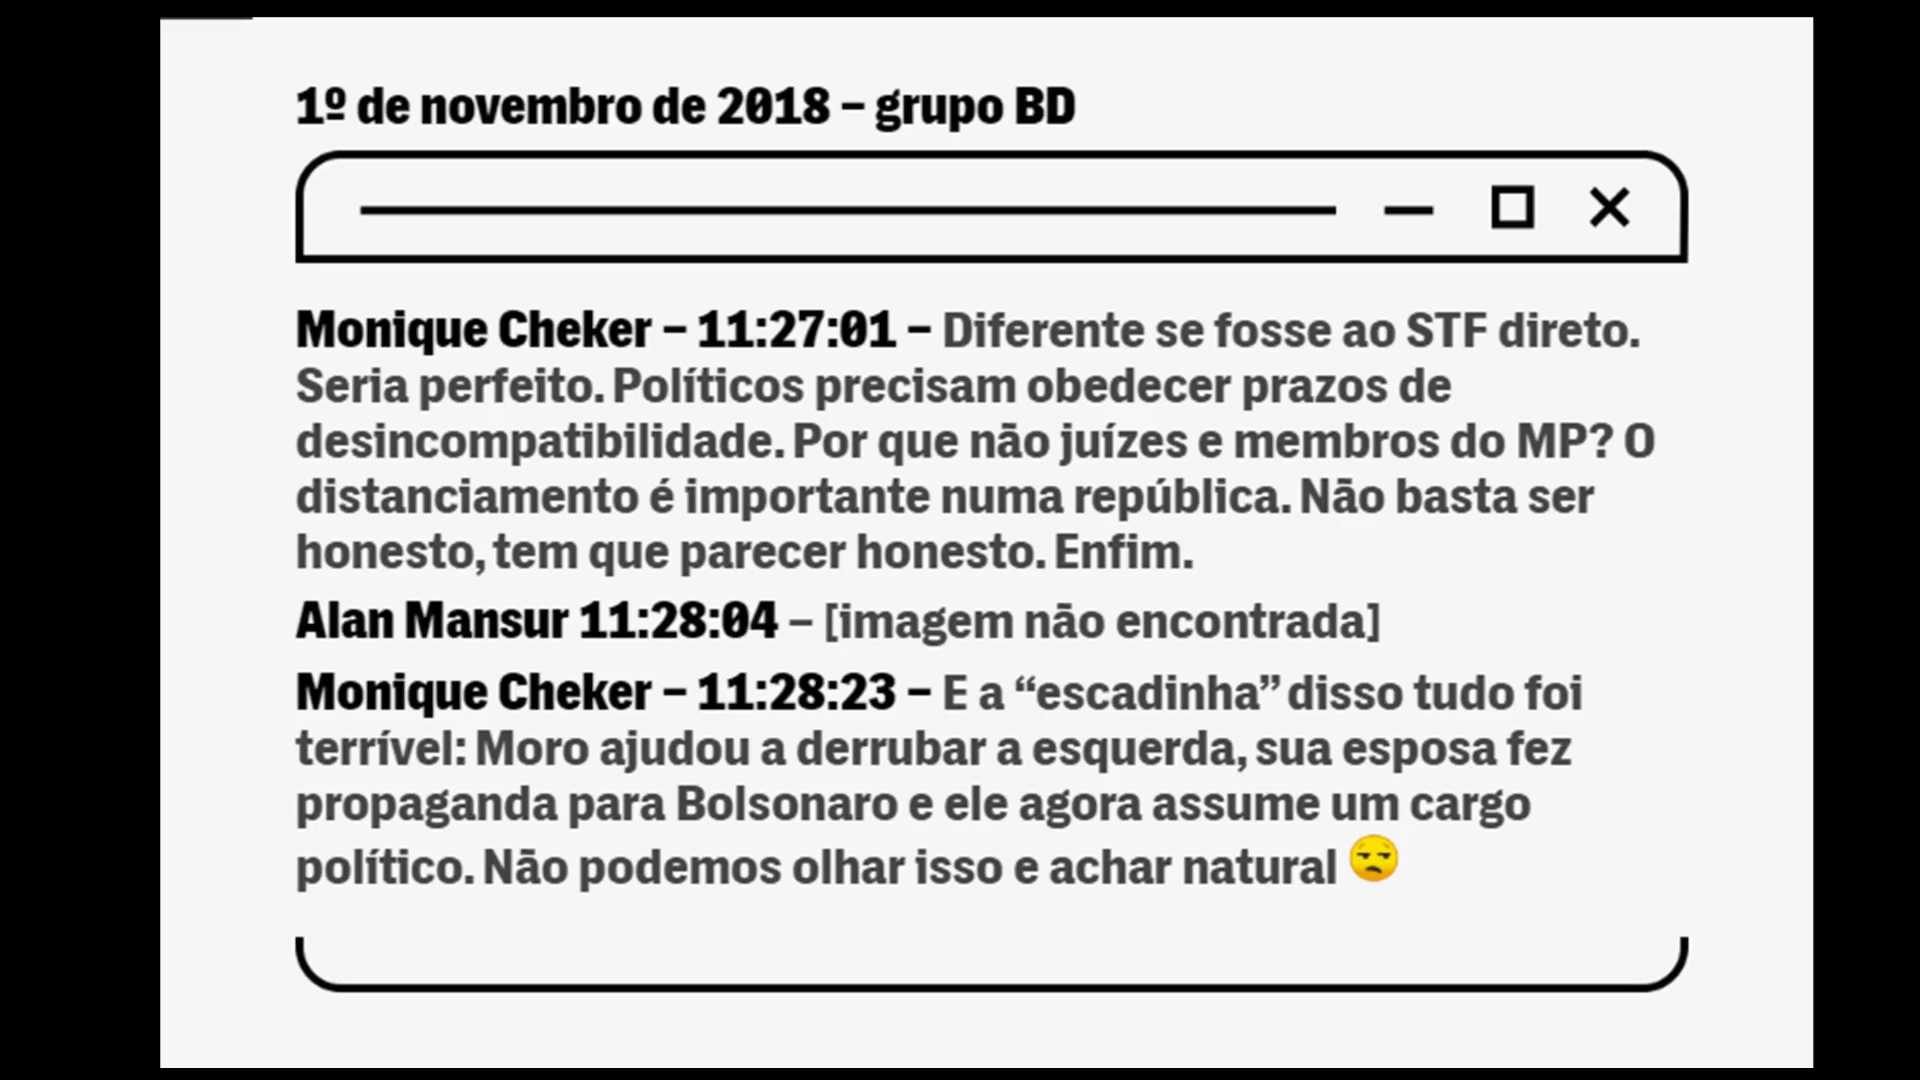 1º de novembro de 2018 – grupo BD
Monique Cheker – 11:27:01 – Diferente se fosse ao STF direto.
Seria perfeito. Políticos precisam obedecer prazos de
desincompatibilidade. Por que não juízes e membros do MP? O
distanciamento é importante numa república. Não basta ser
honesto, tem que parecer honesto. Enfim.
Alan Mansur 11:28:04 – [imagem não encontrada]
Monique Cheker – 11:28:23 – E a “escadinha” disso tudo foi
terrível: Moro ajudou a derrubar a esquerda, sua esposa fez
propaganda para Bolsonaro e ele agora assume um cargo
político. Não podemos olhar isso e achar natural 😒